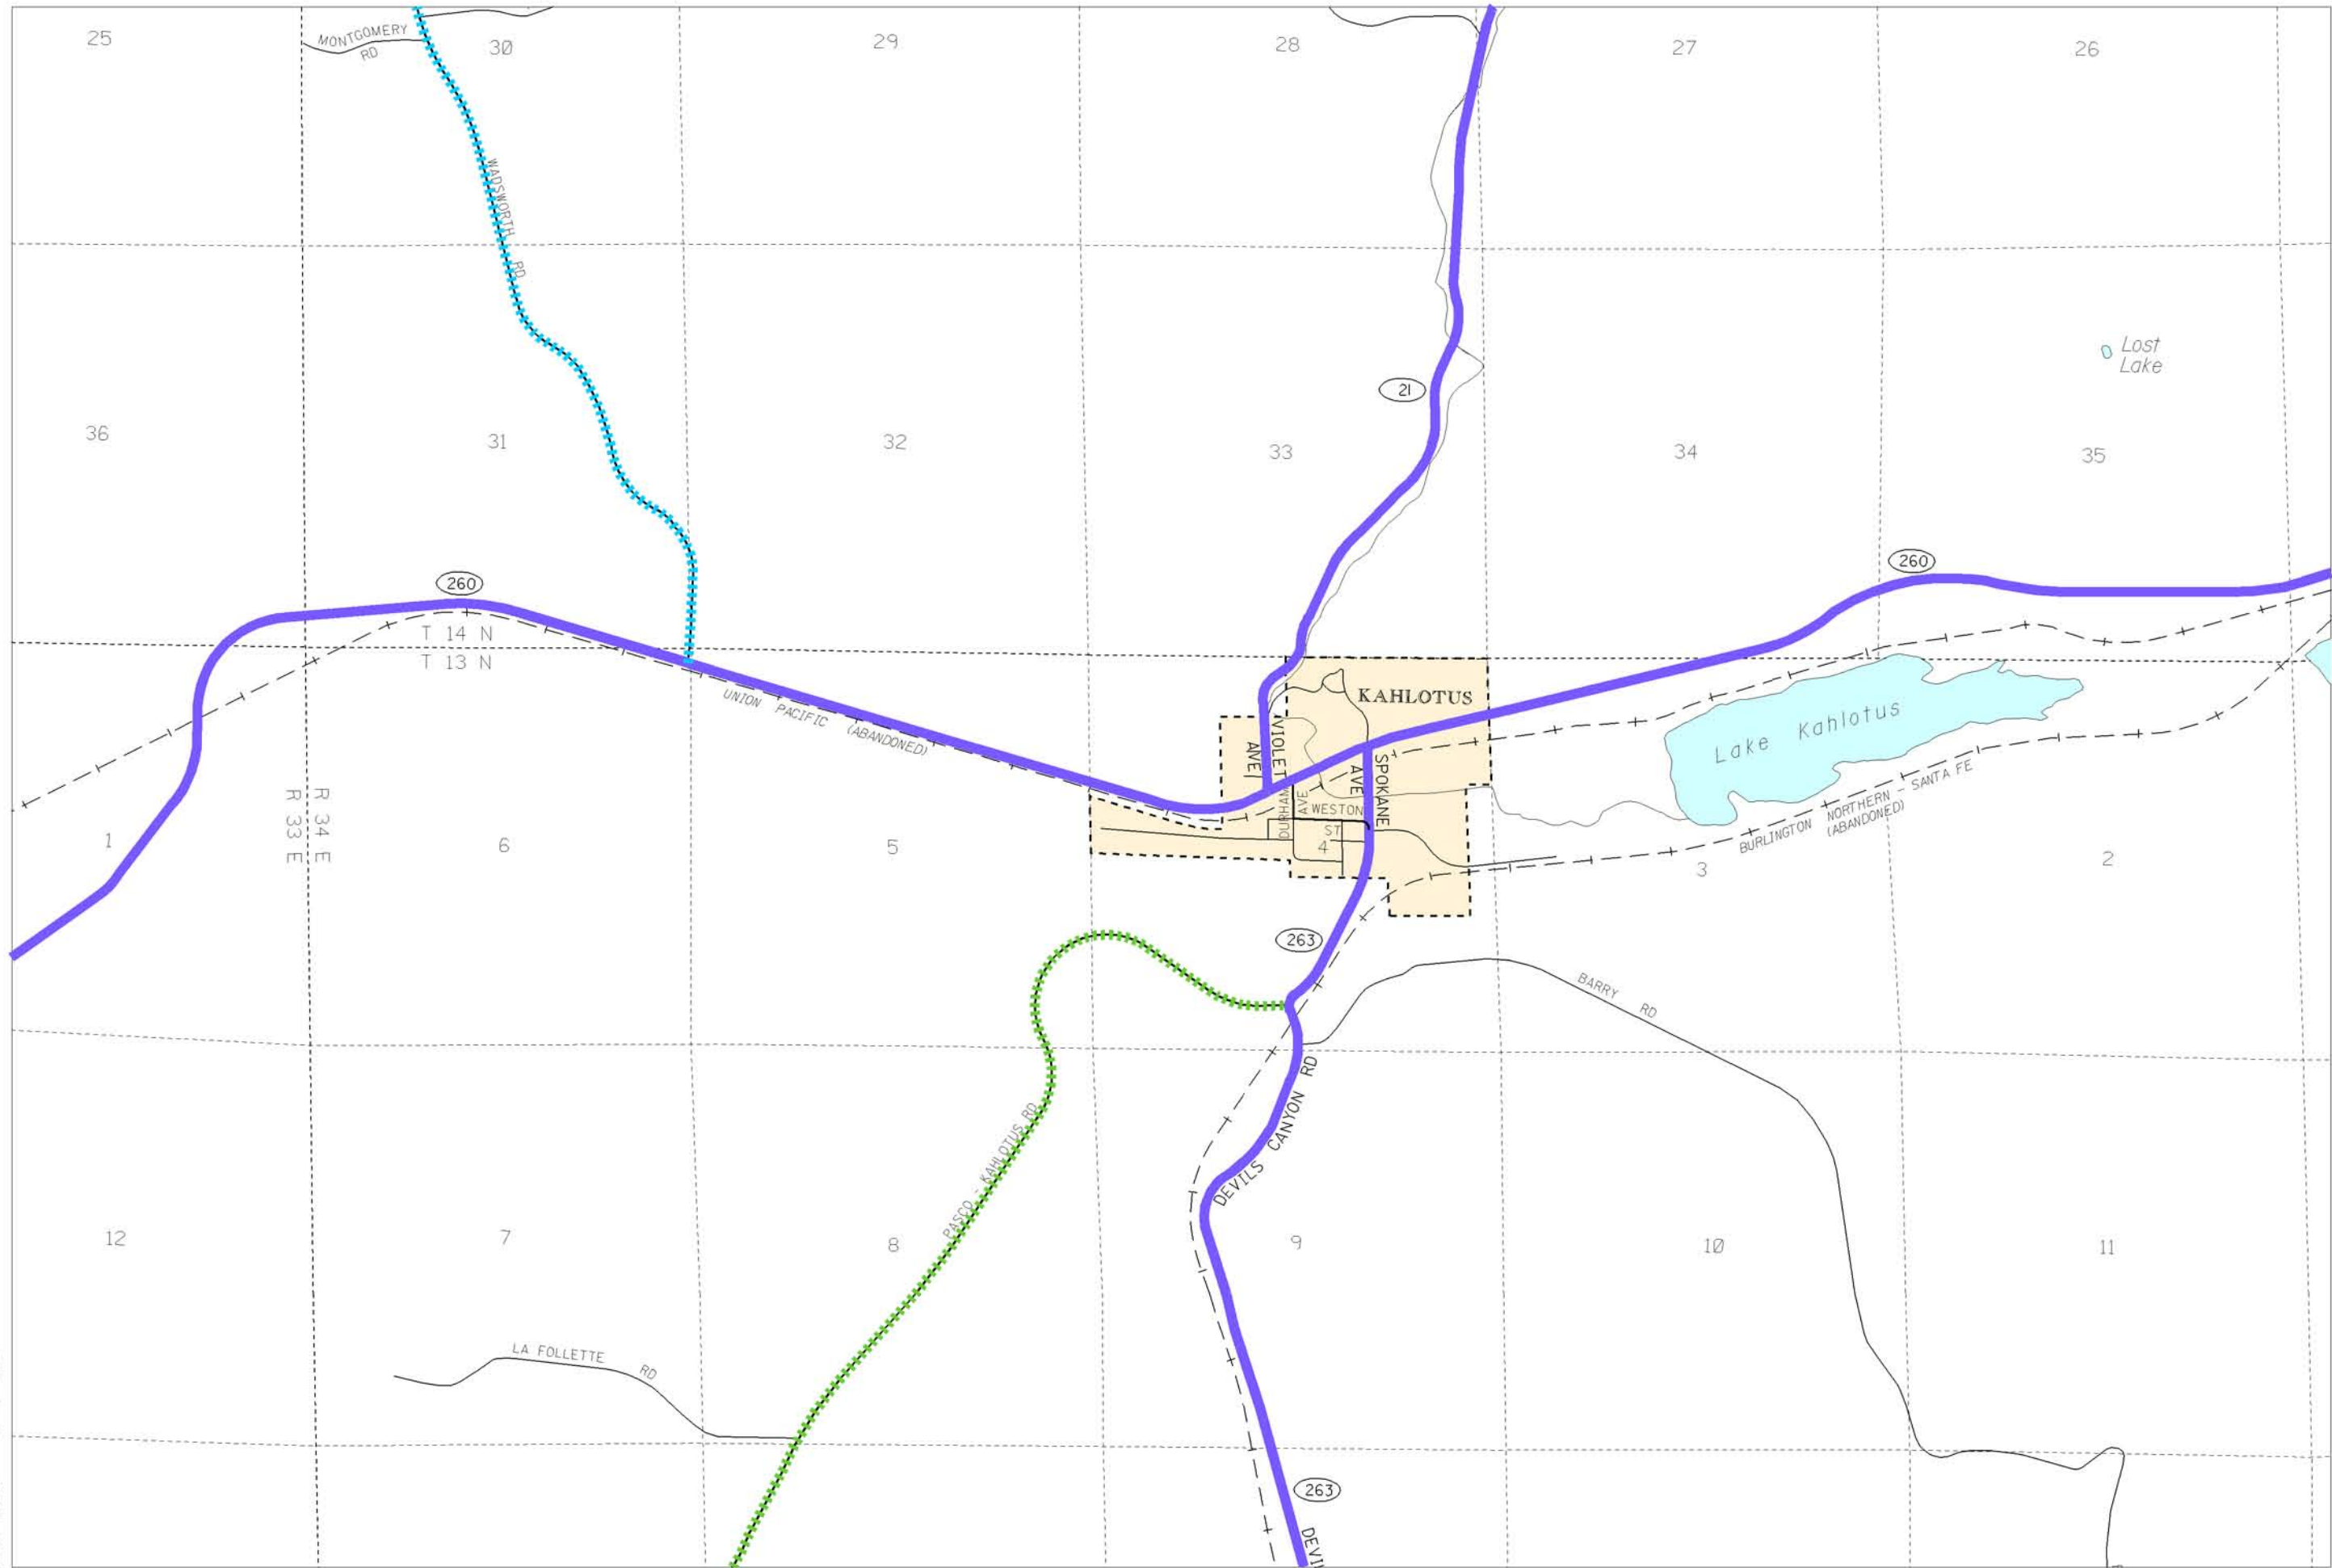 25
MONTGOMERY
RD
30
29
28
27
26
WADSWORTH RD
21
Lost
Lake
36
31
32
33
34
35
260
260
T 14 N
T 13 N
UNION PACIFIC (ABANDONED)
KAHLOTUS
VIOLET
AVE
SPOKANE
AVE
DURHAM
AVE
WESTON
ST
4
Lake Kahlotus
BURLINGTON NORTHERN - SANTA FE
(ABANDONED)
R 33 E
R 34 E
1
6
5
3
2
263
BARRY RD
DEVILS CANYON RD
PASCO - KAHLOTUS RD
12
7
8
9
10
11
LA FOLLETTE RD
263
DEVI